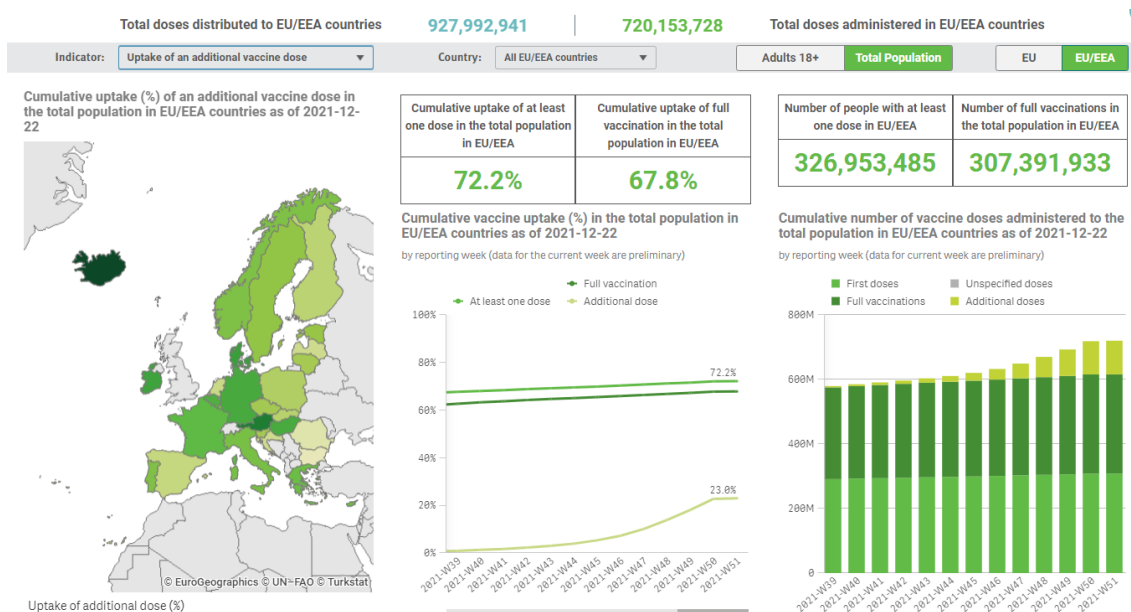 Total doses distributed to EU/EEA countries
927,992,941
720,153,728
Total doses administered in EU/EEA countries
Indicator:
Uptake of an additional vaccine dose
Country:
All EU/EEA countries
Adults 18+
Total Population
EU
EU/EEA
Cumulative uptake (%) of an additional vaccine dose in
the total population in EU/EEA countries as of 2021-12-
22
© EuroGeographics © UN-FAO © Turkstat
Uptake of additional dose (%)
Cumulative uptake of at least
one dose in the total population
in EU/EEA
72.2%
Cumulative uptake of full
vaccination in the total
population in EU/EEA
67.8%
Cumulative vaccine uptake (%) in the total population in
EU/EEA countries as of 2021-12-22
by reporting week (data for the current week are preliminary)
Full vaccination
At least one dose
Additional dose
100%
80%
60%
40%
20%
0%
72.2%
23.0%
2021-W39
2021-W40
2021-W41
2021-W42
2021-W43
2021-W44
2021-W45
2021-W46
2021-W47
2021-W48
2021-W49
2021-W50
2021-W51
Number of people with at least
one dose in EU/EEA
326,953,485
Number of full vaccinations in
the total population in EU/EEA
307,391,933
Cumulative number of vaccine doses administered to the
total population in EU/EEA countries as of 2021-12-22
by reporting week (data for current week are preliminary)
First doses
Unspecified doses
Full vaccinations
Additional doses
800M
600M
400M
200M
0
2021-W39
2021-W40
2021-W41
2021-W42
2021-W43
2021-W44
2021-W45
2021-W46
2021-W47
2021-W48
2021-W49
2021-W50
2021-W51